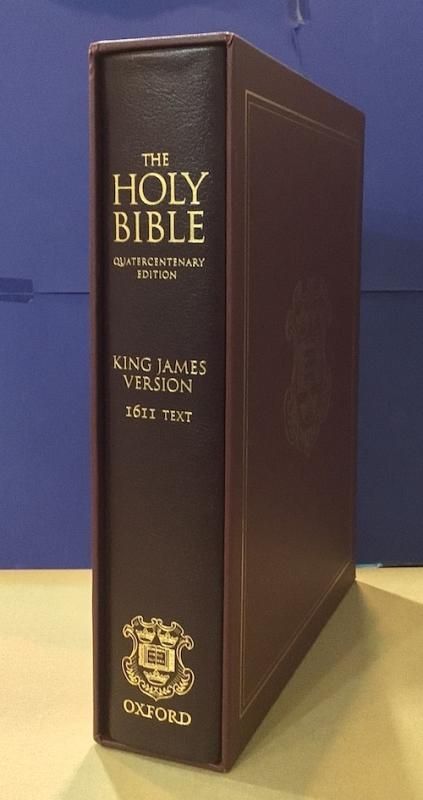 THE
HOLY
BIBLE
QUATERCENTENARY
EDITION
KING JAMES
VERSION
1611 TEXT
OXFORD